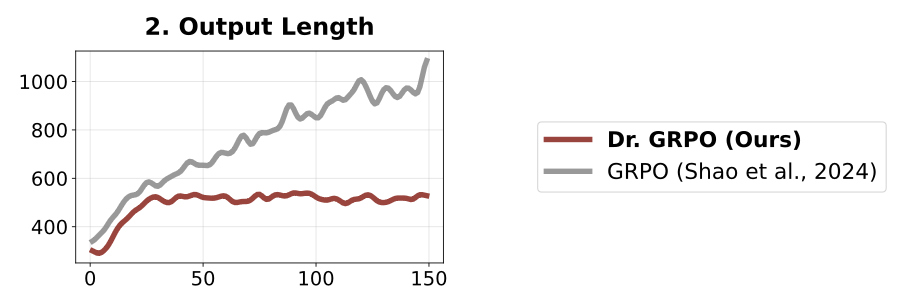 2. Output Length
1000
800
600
400
0 50 100 150
Dr. GRPO (Ours)
GRPO (Shao et al., 2024)